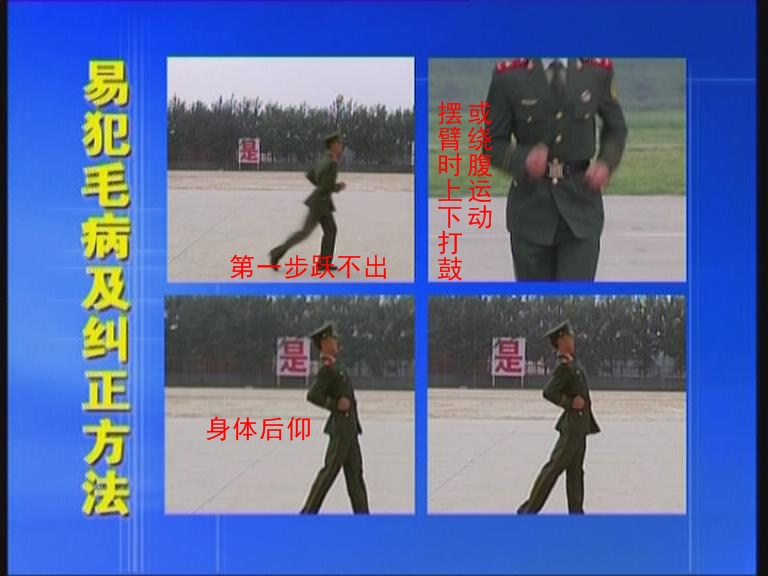 易犯毛病及纠正方法
是
第一步跃不出
或绕腹运动
摆臂时上下打鼓
是
身体后仰
是